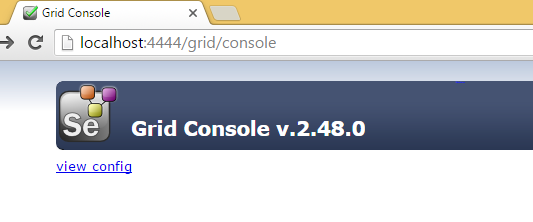 Grid Console
localhost:4444/grid/console
Se
Grid Console v.2.48.0
view config